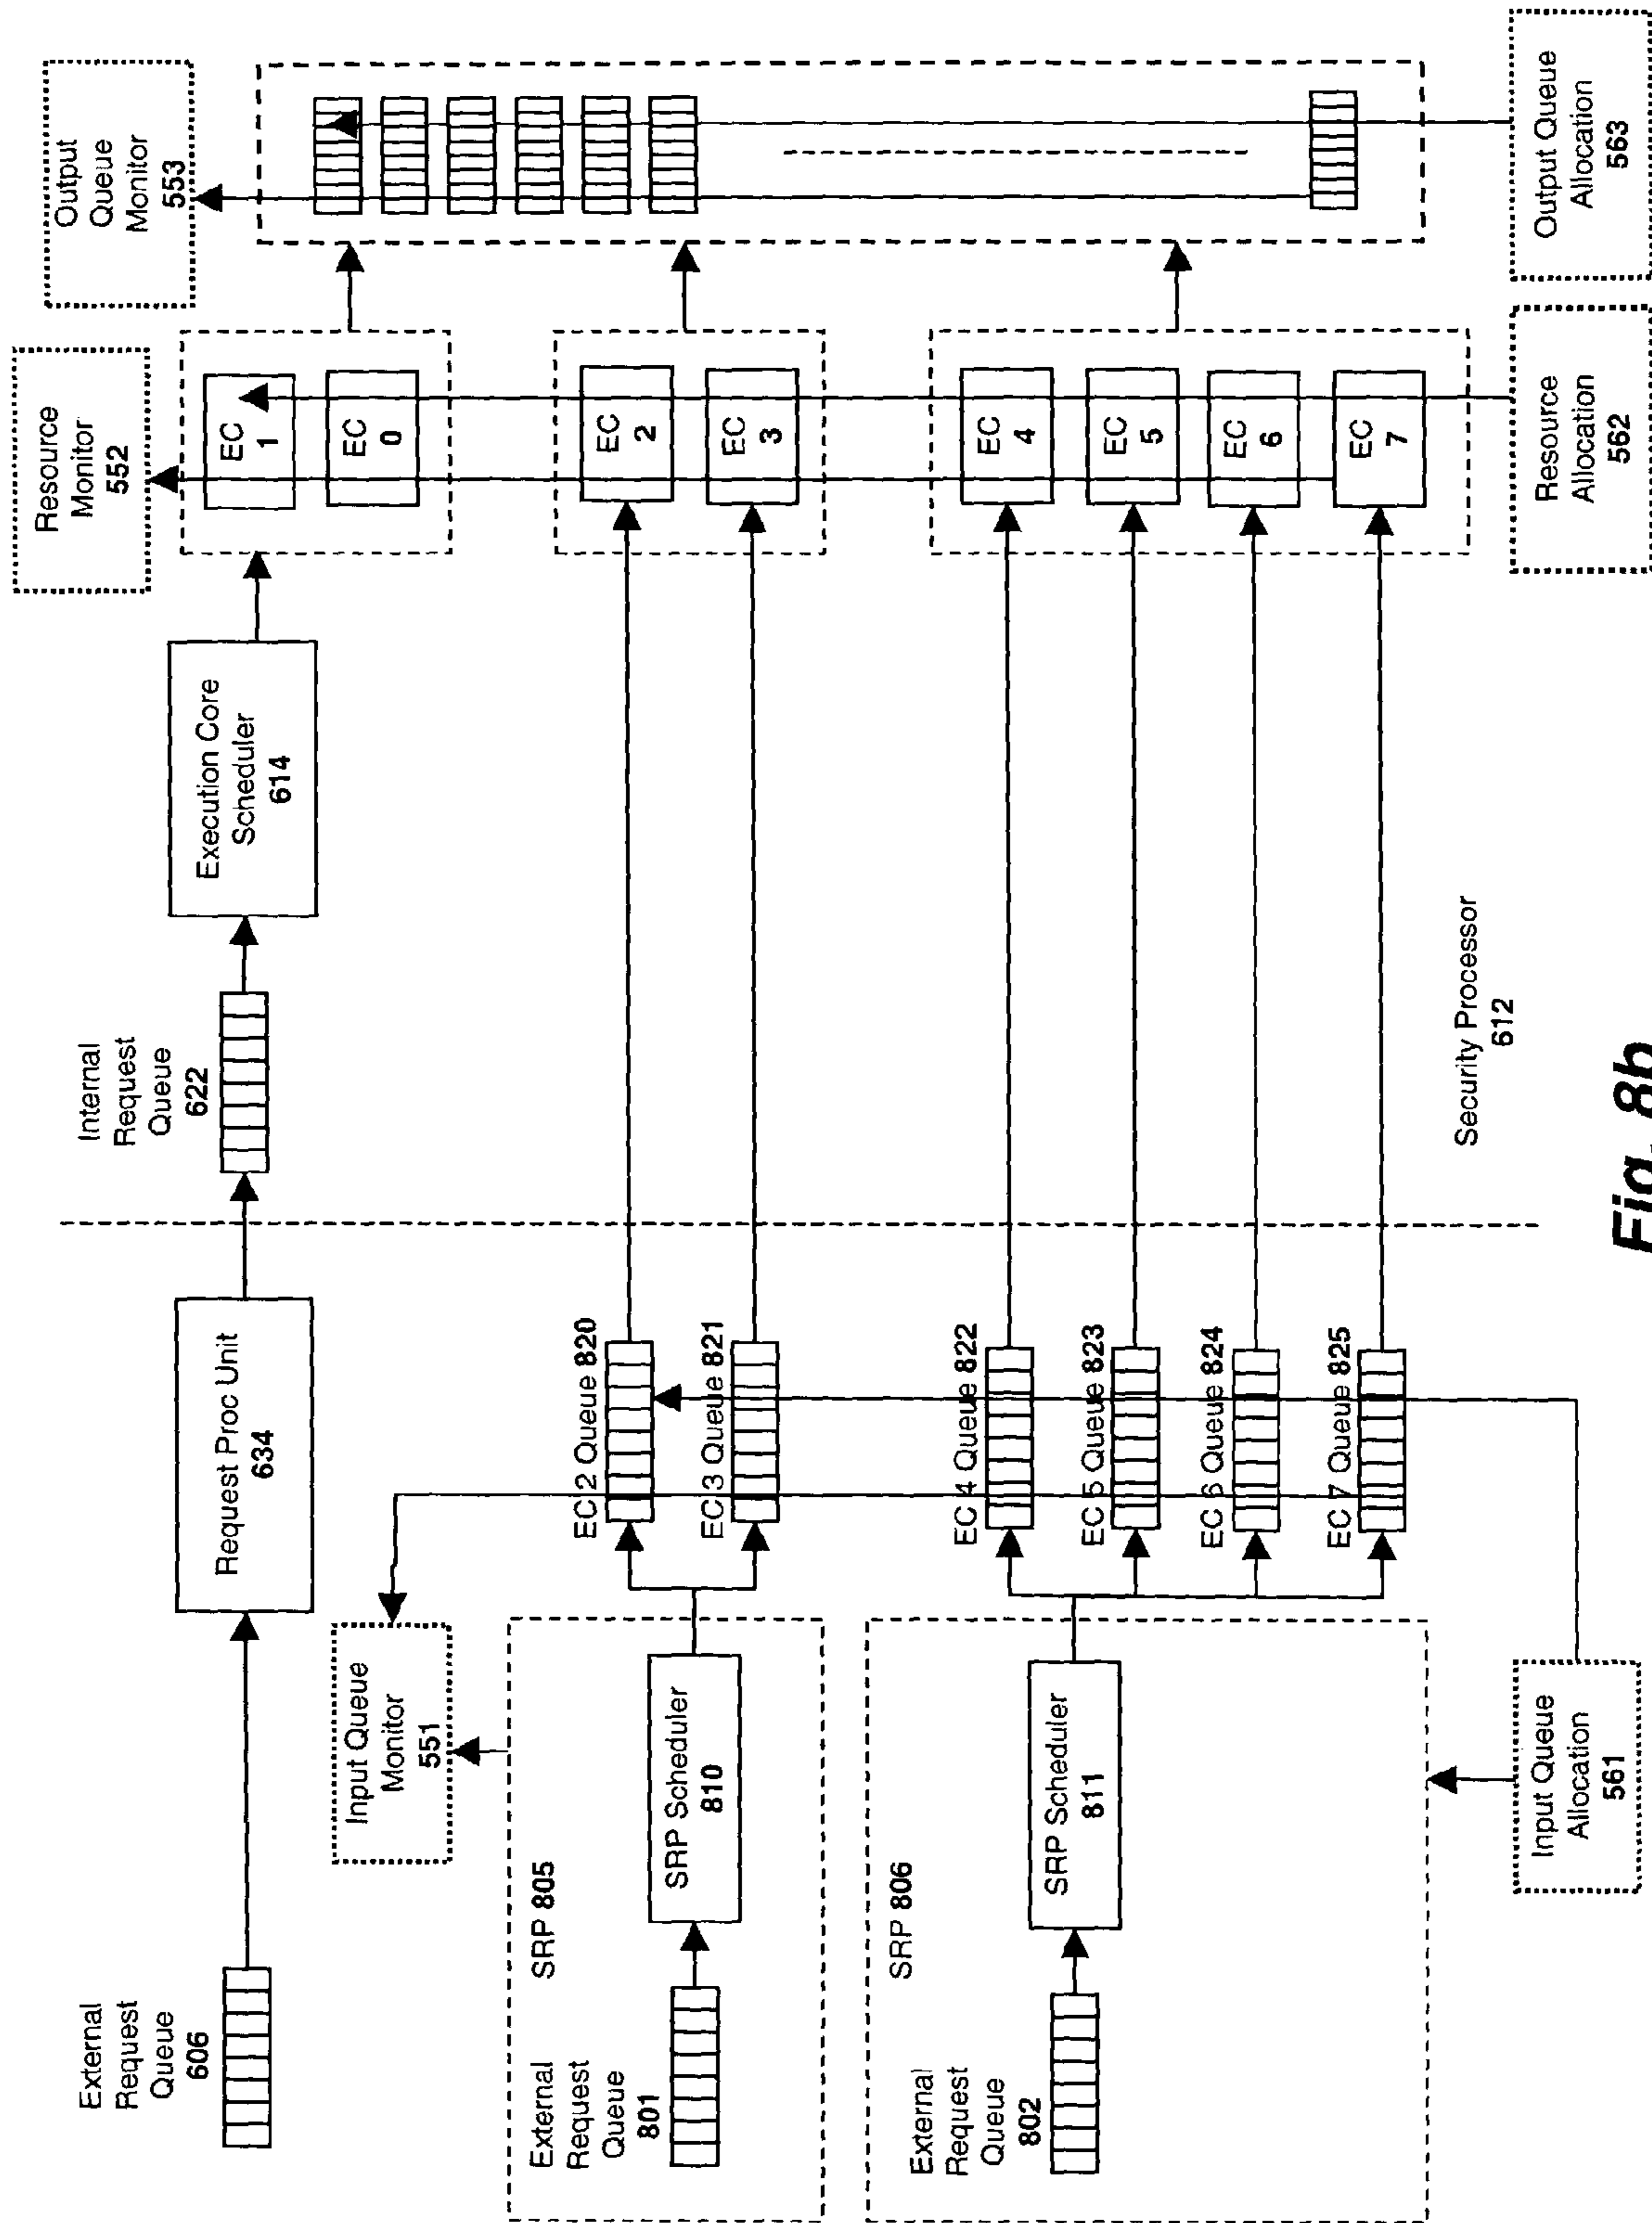 External
Request
Queue
606
Request Proc Unit
634
Internal
Request
Queue
622
Execution Core
Scheduler
614
Resource
Monitor
552
Output
Queue
Monitor
553
EC
1
EC
0
Input Queue
Monitor
551
SRP 805
External
Request
Queue
801
SRP Scheduler
810
EC 2 Queue 820
EC 3 Queue 821
EC
2
EC
3
SRP 806
External
Request
Queue
802
SRP Scheduler
811
EC 4 Queue 822
EC 5 Queue 823
EC 6 Queue 824
EC 7 Queue 825
EC
4
EC
5
EC
6
EC
7
Security Processor
612
Input Queue
Allocation
561
Resource
Allocation
562
Output Queue
Allocation
563
Fig. 8b